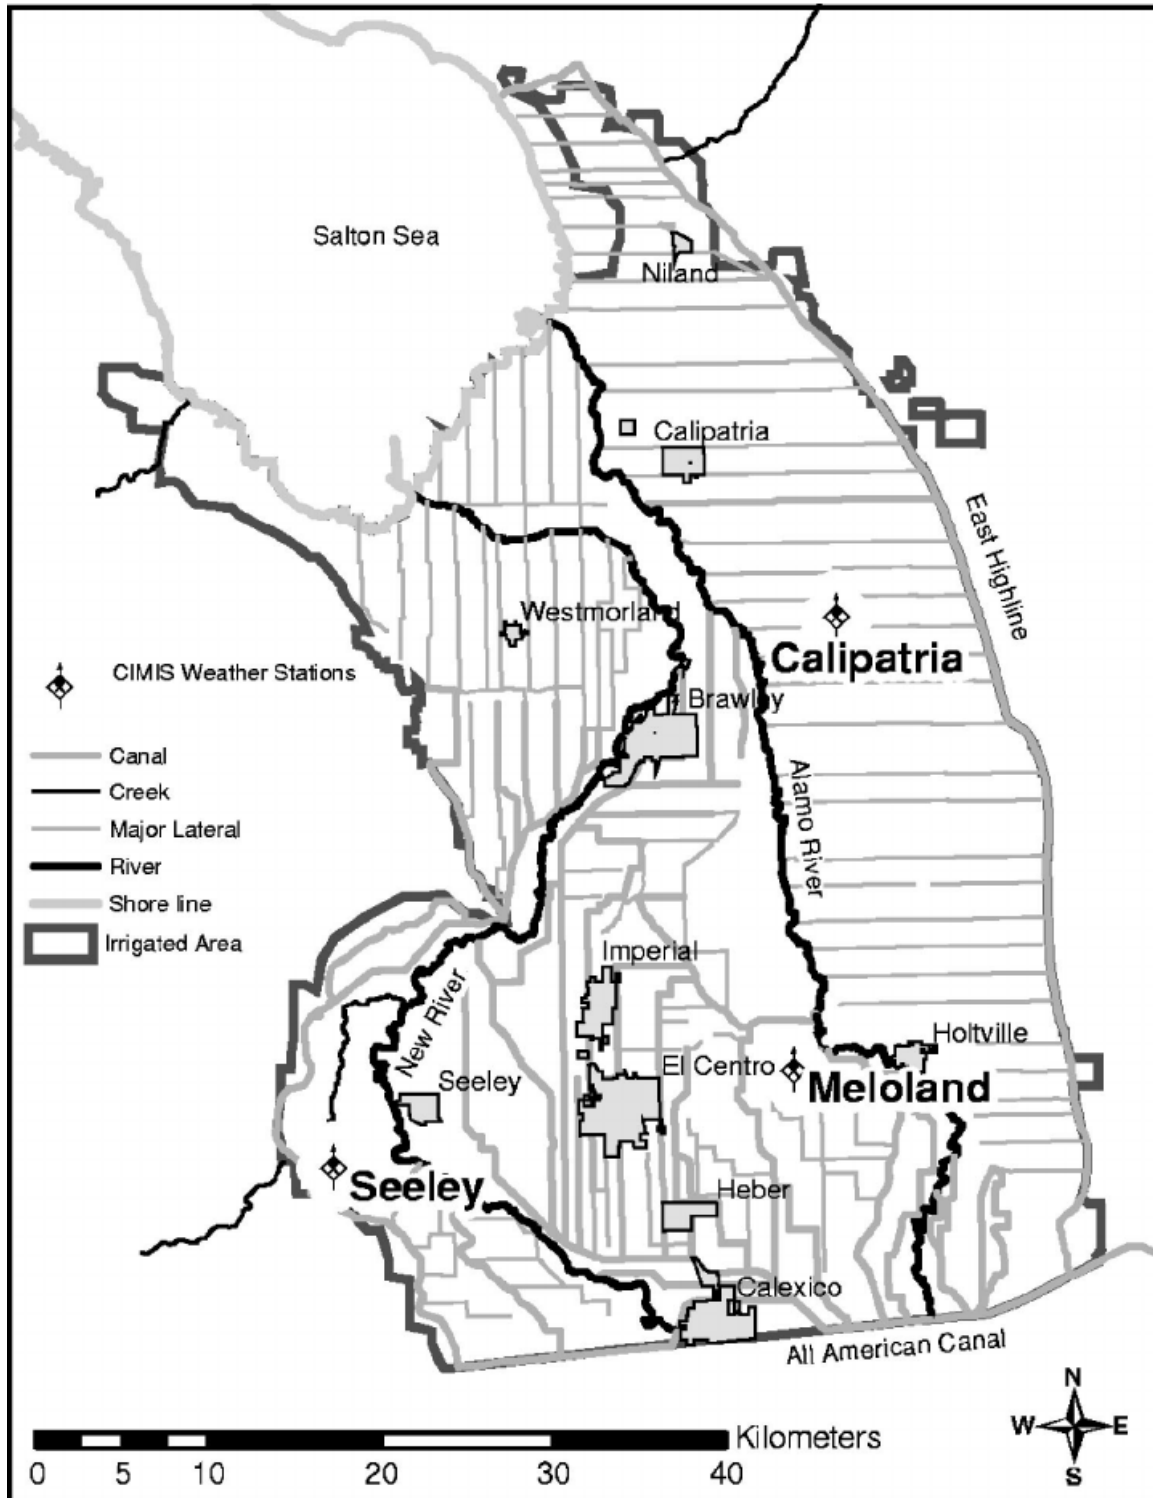 Salton Sea
Niland
Calipatria
East Highline
Westmorland
Calipatria
CIMIS Weather Stations
Brawley
Canal
Creek
Major Lateral
River
Shore line
Irrigated Area
Alamo River
Imperial
New River
Holtville
El Centro
Seeley
Meloland
Seeley
Heber
Calexico
All American Canal
N
W
E
S
Kilometers
0 5 10 20 30 40